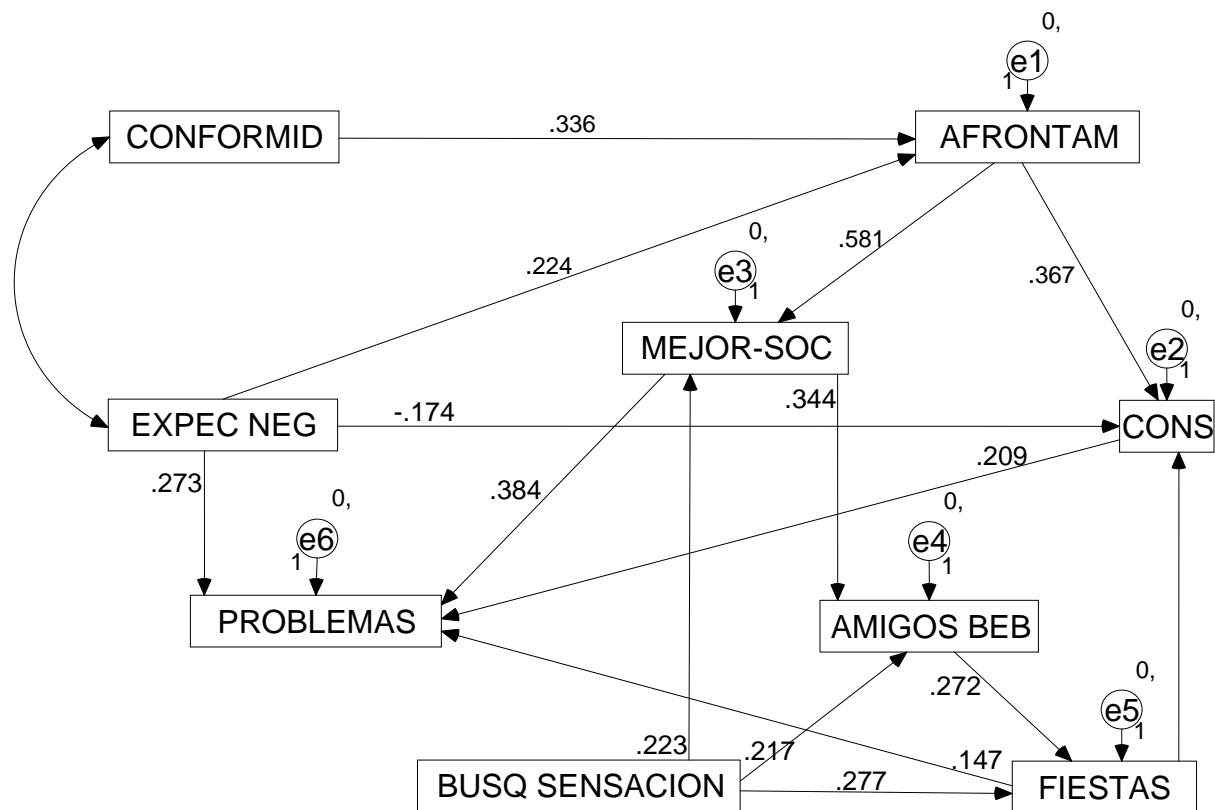 0,
e1
1
CONFORMID
.336
AFRONTAM
0,
e3
1
.224
.581
.367
0,
e2
1
MEJOR-SOC
EXPEC NEG
-.174
.344
CONS
.273
.384
.209
0,
e6
1
0,
e4
1
PROBLEMAS
AMIGOS BEB
.272
0,
e5
1
.223
.217
.147
BUSQ SENSACION
.277
FIESTAS